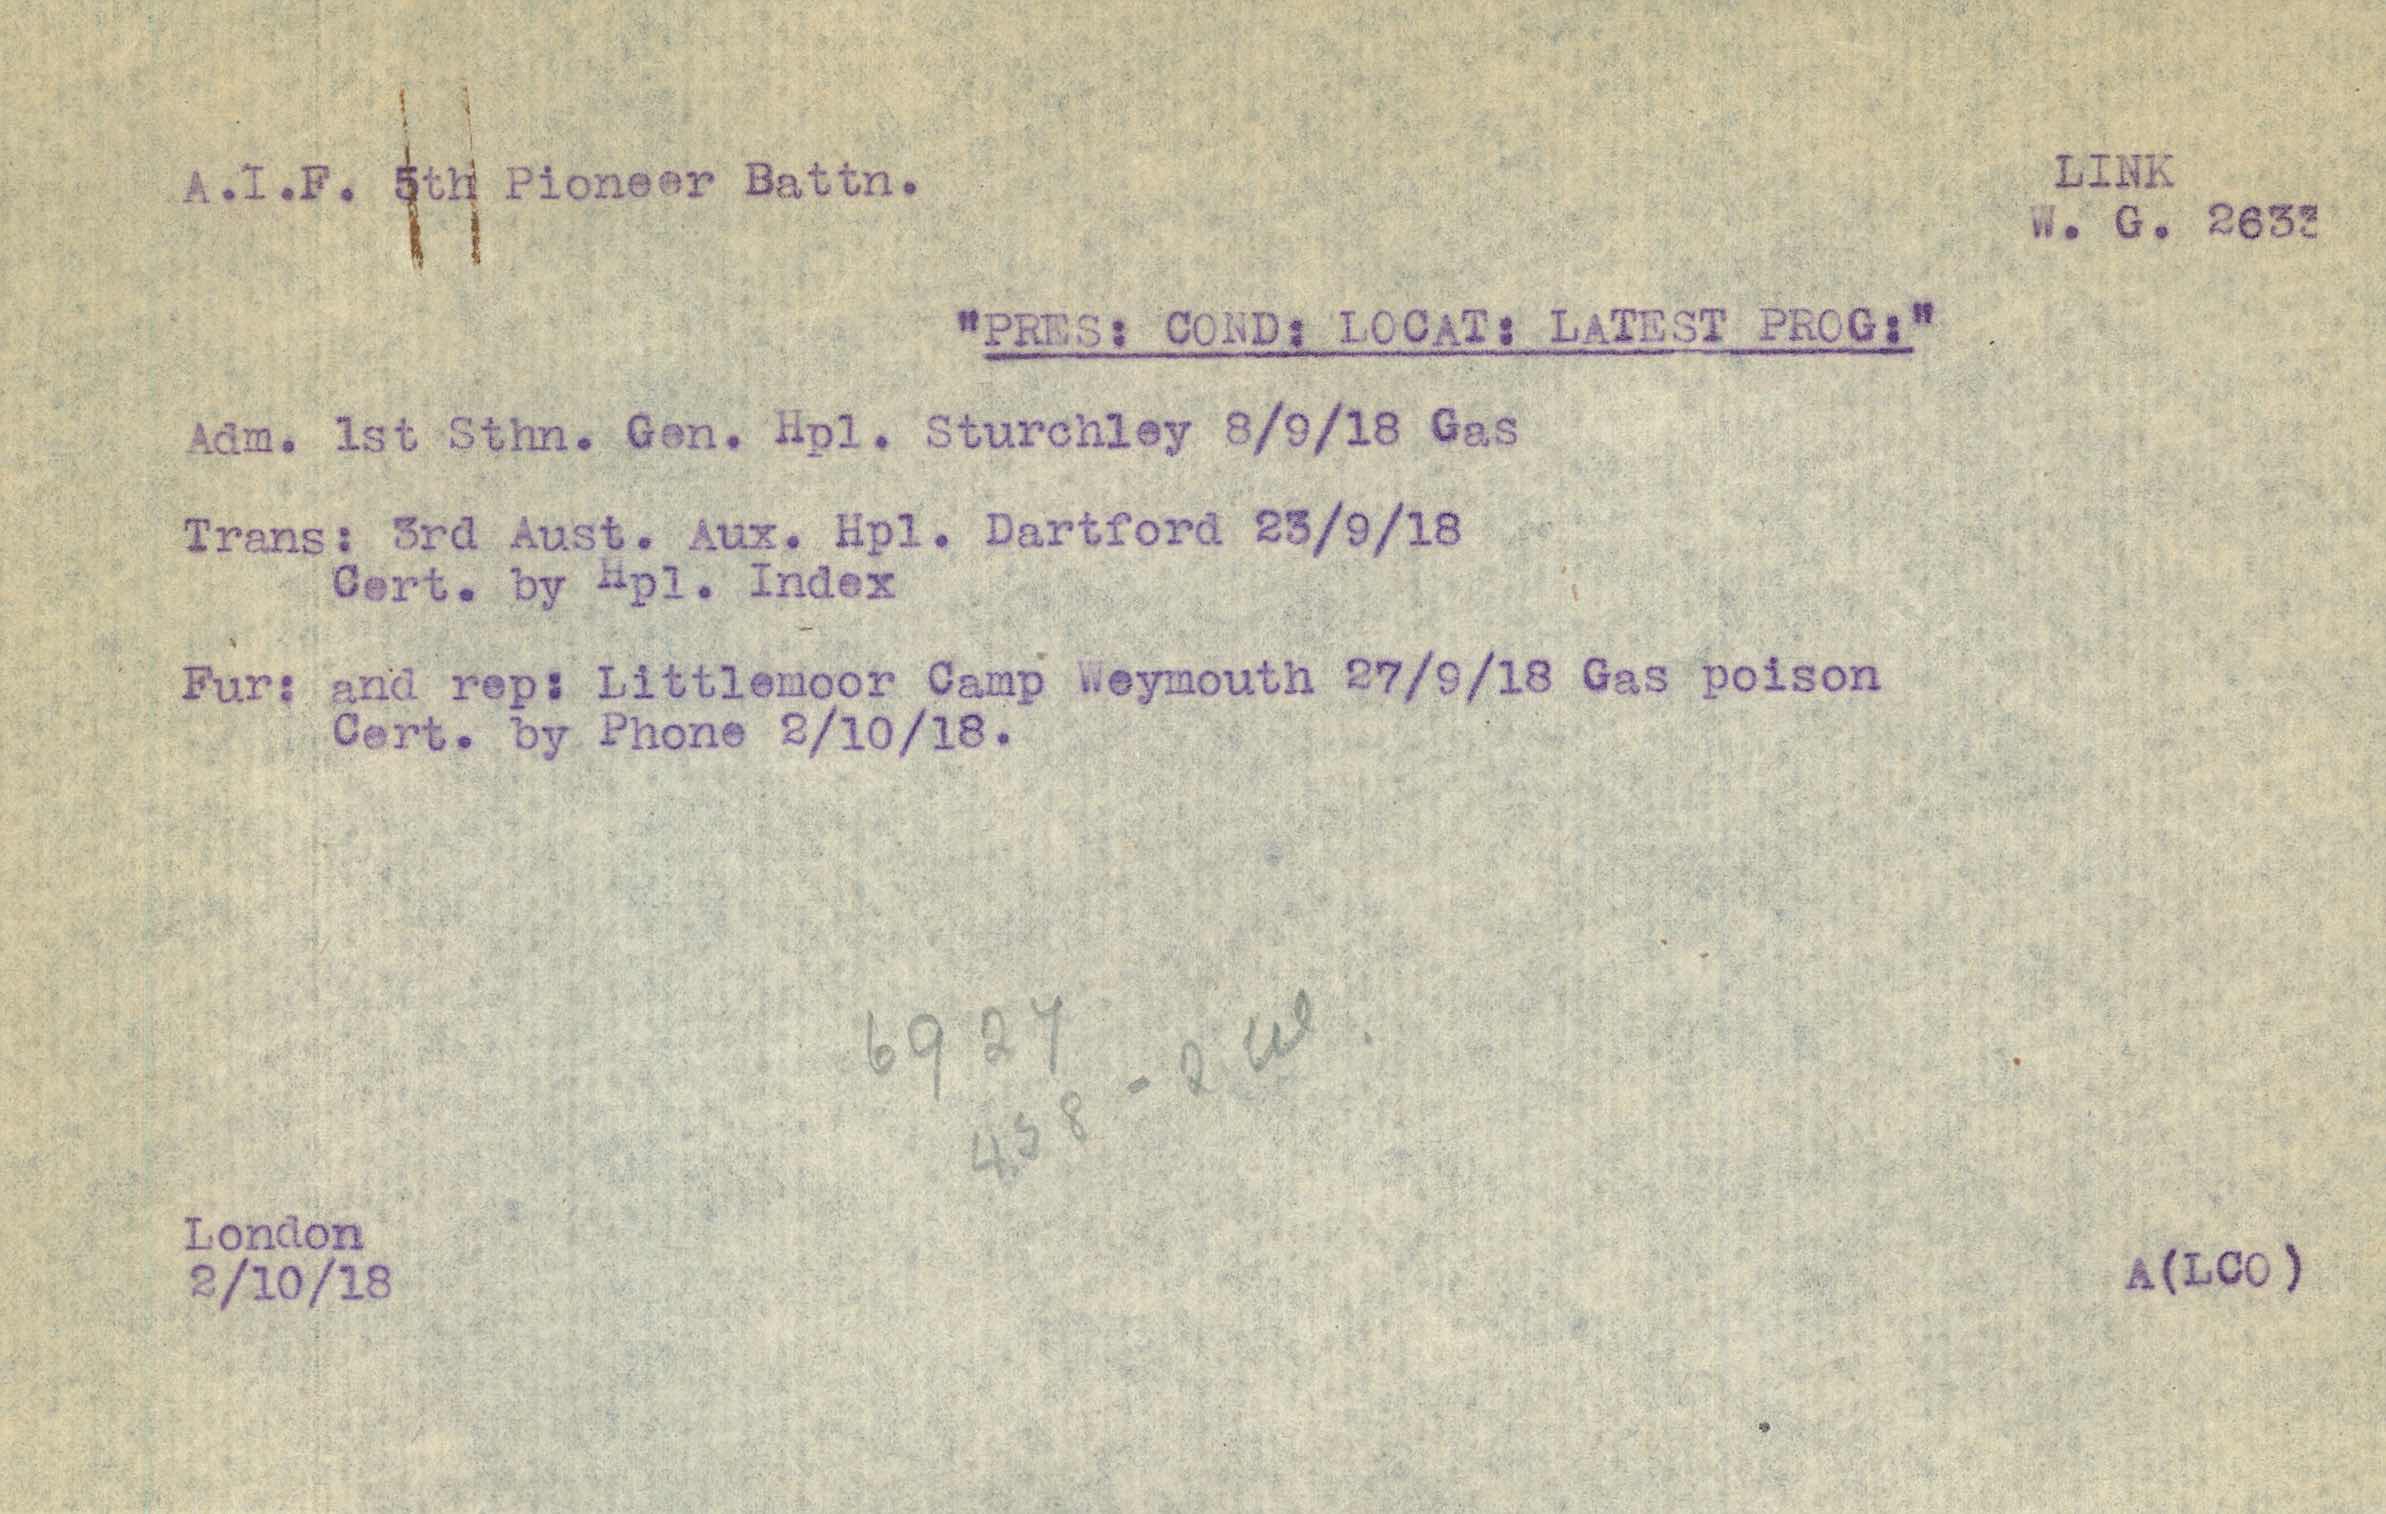 A.I.F. 5th Pioneer Battn.
LINK
W. G. 2633
"PRES: COND: LOCAT: LATEST PROG:"
Adm. 1st Sthn. Gen. Hpl. Sturchley 8/9/18 Gas
Trans: 3rd Aust. Aux. Hpl. Dartford 23/9/18
Cert. by Hpl. Index
Fur: and rep: Littlemoor Camp Weymouth 27/9/18 Gas poison
Cert. by Phone 2/10/18.
6927
458 - 2
London
2/10/18
A(LCO)